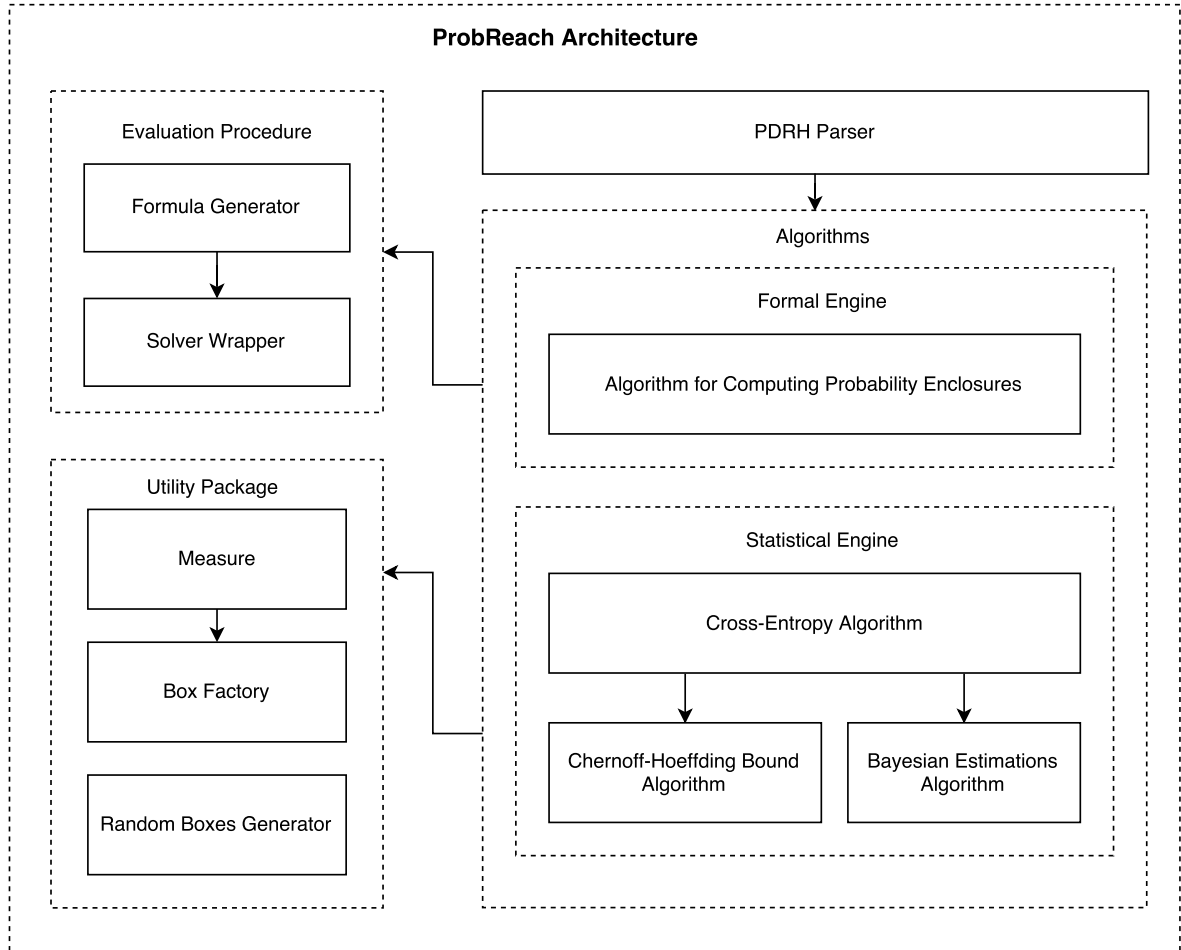 ProbReach Architecture
Evaluation Procedure
Formula Generator
Solver Wrapper
Utility Package
Measure
Box Factory
Random Boxes Generator
PDRH Parser
Algorithms
Formal Engine
Algorithm for Computing Probability Enclosures
Statistical Engine
Cross-Entropy Algorithm
Chernoff-Hoeffding Bound
Algorithm
Bayesian Estimations
Algorithm